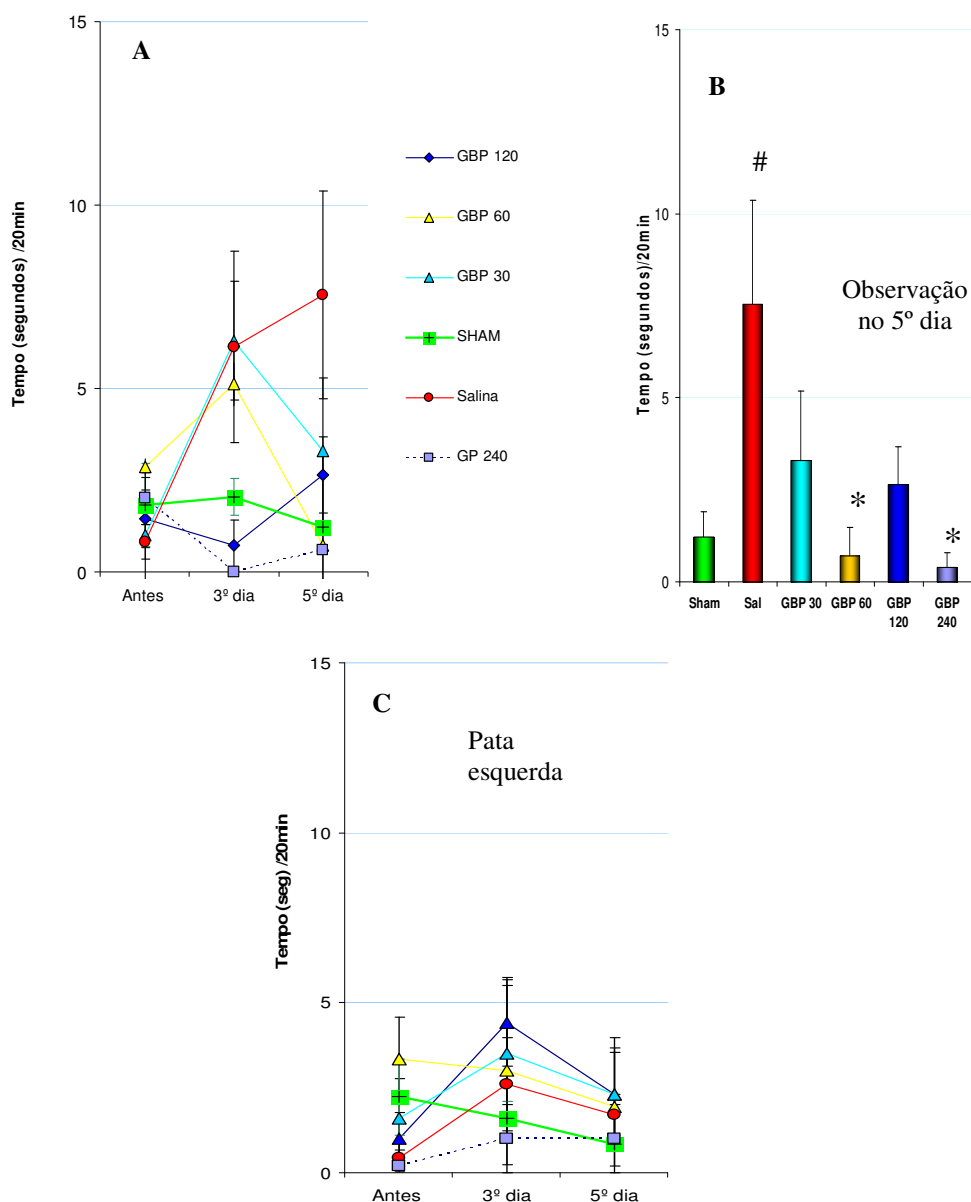 A
Tempo (segundos) /20min
15
10
5
0
Antes
3º dia
5º dia
GBP 120
GBP 60
GBP 30
SHAM
Salina
GP 240
B
Tempo (segundos)/20min
15
10
5
0
#
Observação
no 5º dia
*
*
Sham
Sal
GBP 30
GBP 60
GBP
120
GBP
240
C
Pata
esquerda
Tempo (seg) /20min
15
10
5
0
Antes
3º dia
5º dia